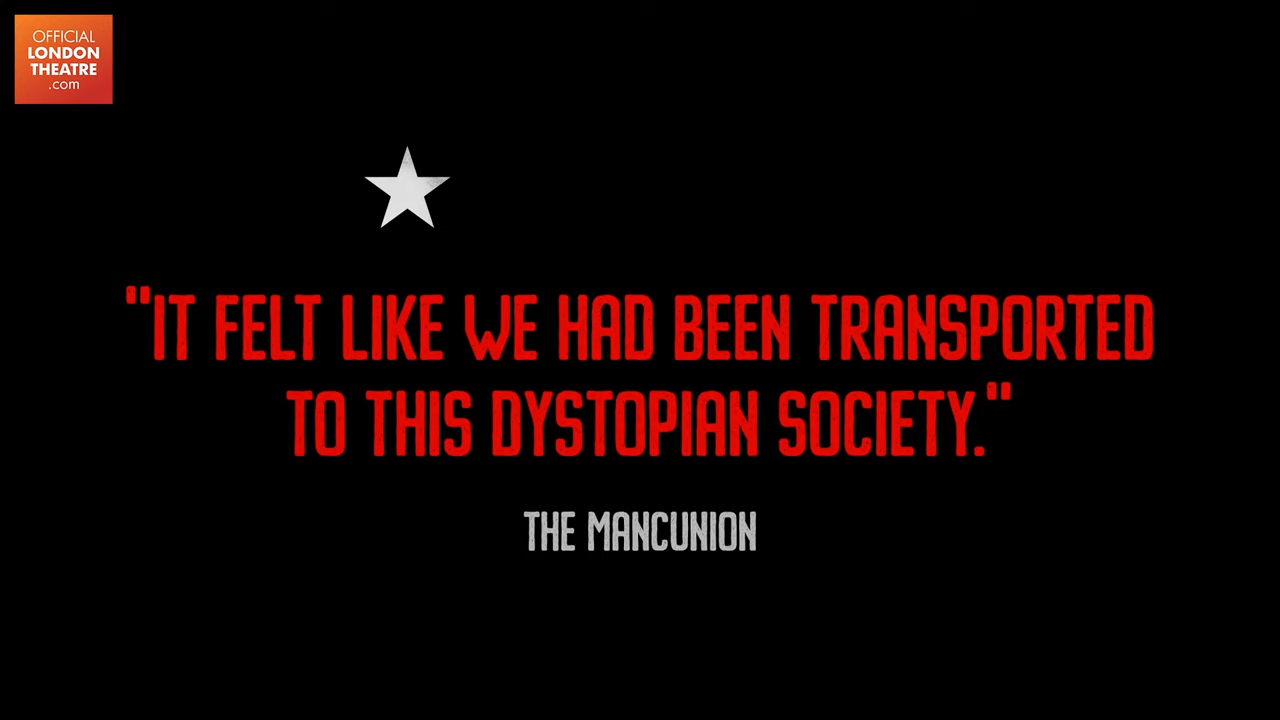 OFFICIAL
LONDON
THEATRE
.com
"IT FELT LIKE WE HAD BEEN TRANSPORTED
TO THIS DYSTOPIAN SOCIETY."
THE MANCUNION